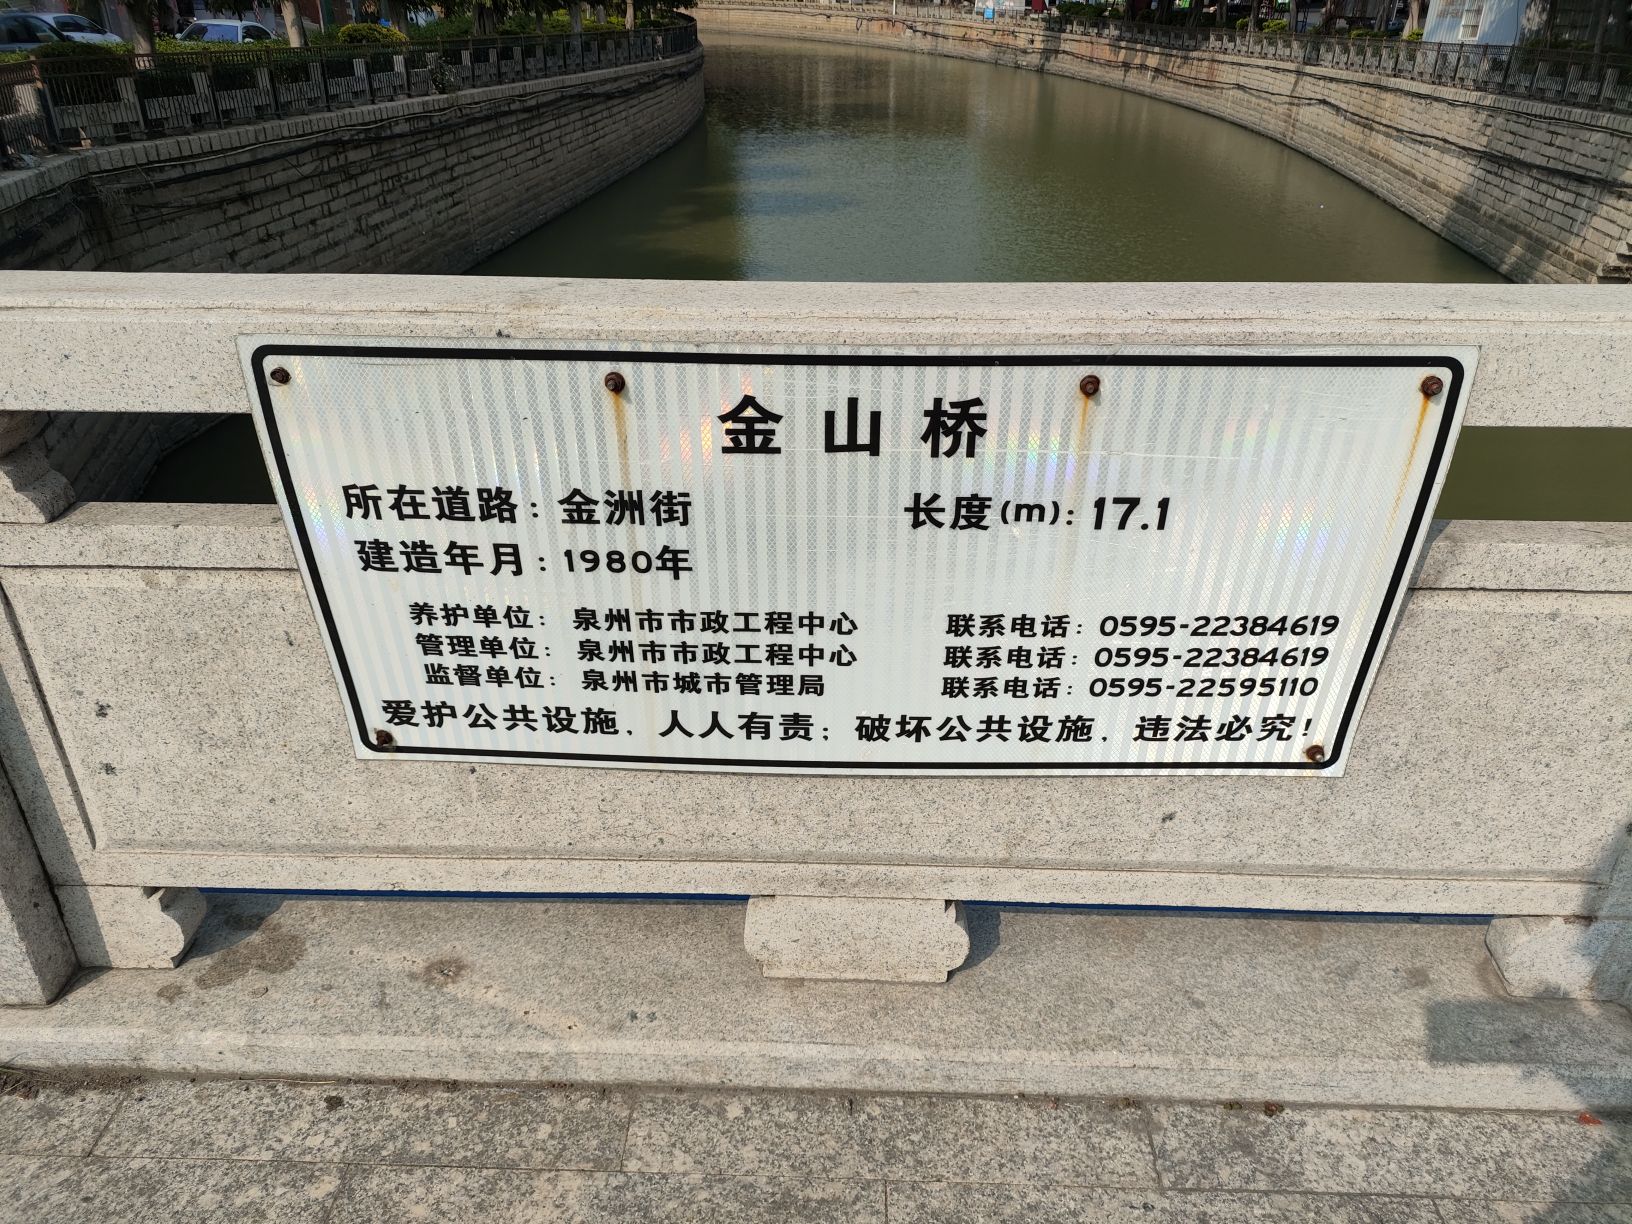 金山桥
所在道路：金洲街 长度(m)：17.1
建造年月：1980年
养护单位：泉州市市政工程中心 联系电话：0595-22384619
管理单位：泉州市市政工程中心 联系电话：0595-22384619
监督单位：泉州市城市管理局 联系电话：0595-22595110
爱护公共设施，人人有责；破坏公共设施，违法必究！